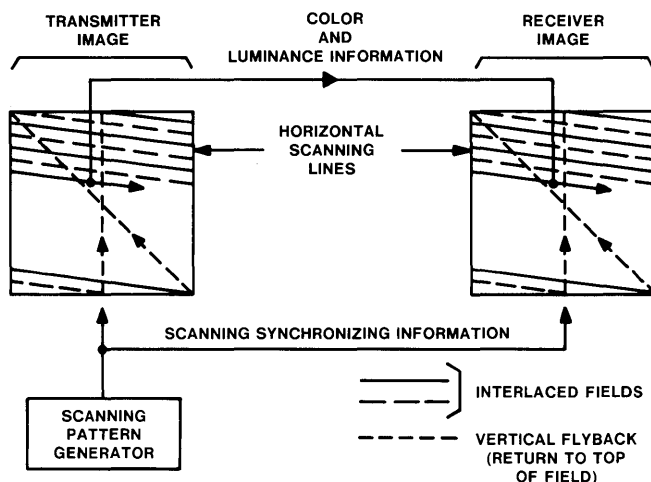 TRANSMITTER
IMAGE
COLOR
AND
LUMINANCE INFORMATION
RECEIVER
IMAGE
HORIZONTAL
SCANNING
LINES
SCANNING SYNCHRONIZING INFORMATION
SCANNING
PATTERN
GENERATOR
INTERLACED FIELDS
VERTICAL FLYBACK
(RETURN TO TOP
OF FIELD)